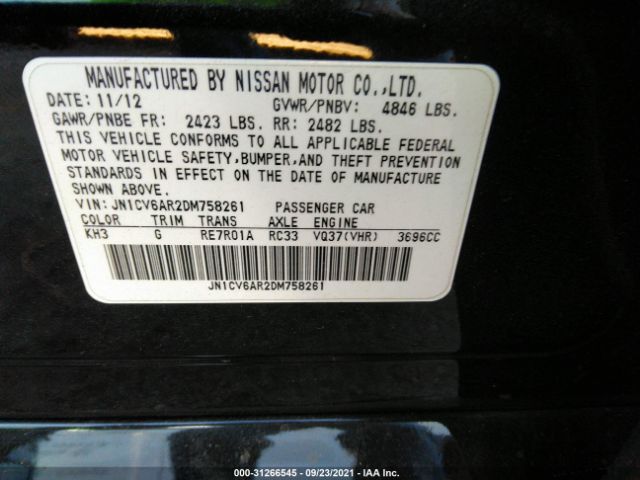 MANUFACTURED BY NISSAN MOTOR CO.,LTD.
DATE: 11/12 GVWR/PNBV: 4846 LBS.
GAWR/PNBE FR: 2423 LBS. RR: 2482 LBS.
THIS VEHICLE CONFORMS TO ALL APPLICABLE FEDERAL
MOTOR VEHICLE SAFETY,BUMPER,AND THEFT PREVENTION
STANDARDS IN EFFECT ON THE DATE OF MANUFACTURE
SHOWN ABOVE.
VIN: JN1CV6AR2DM758261 PASSENGER CAR
COLOR TRIM TRANS AXLE ENGINE
KH3 G RE7R01A RC33 VQ37(VHR) 3696CC
JN1CV6AR2DM758261
000-31266545 - 09/23/2021 - IAA Inc.